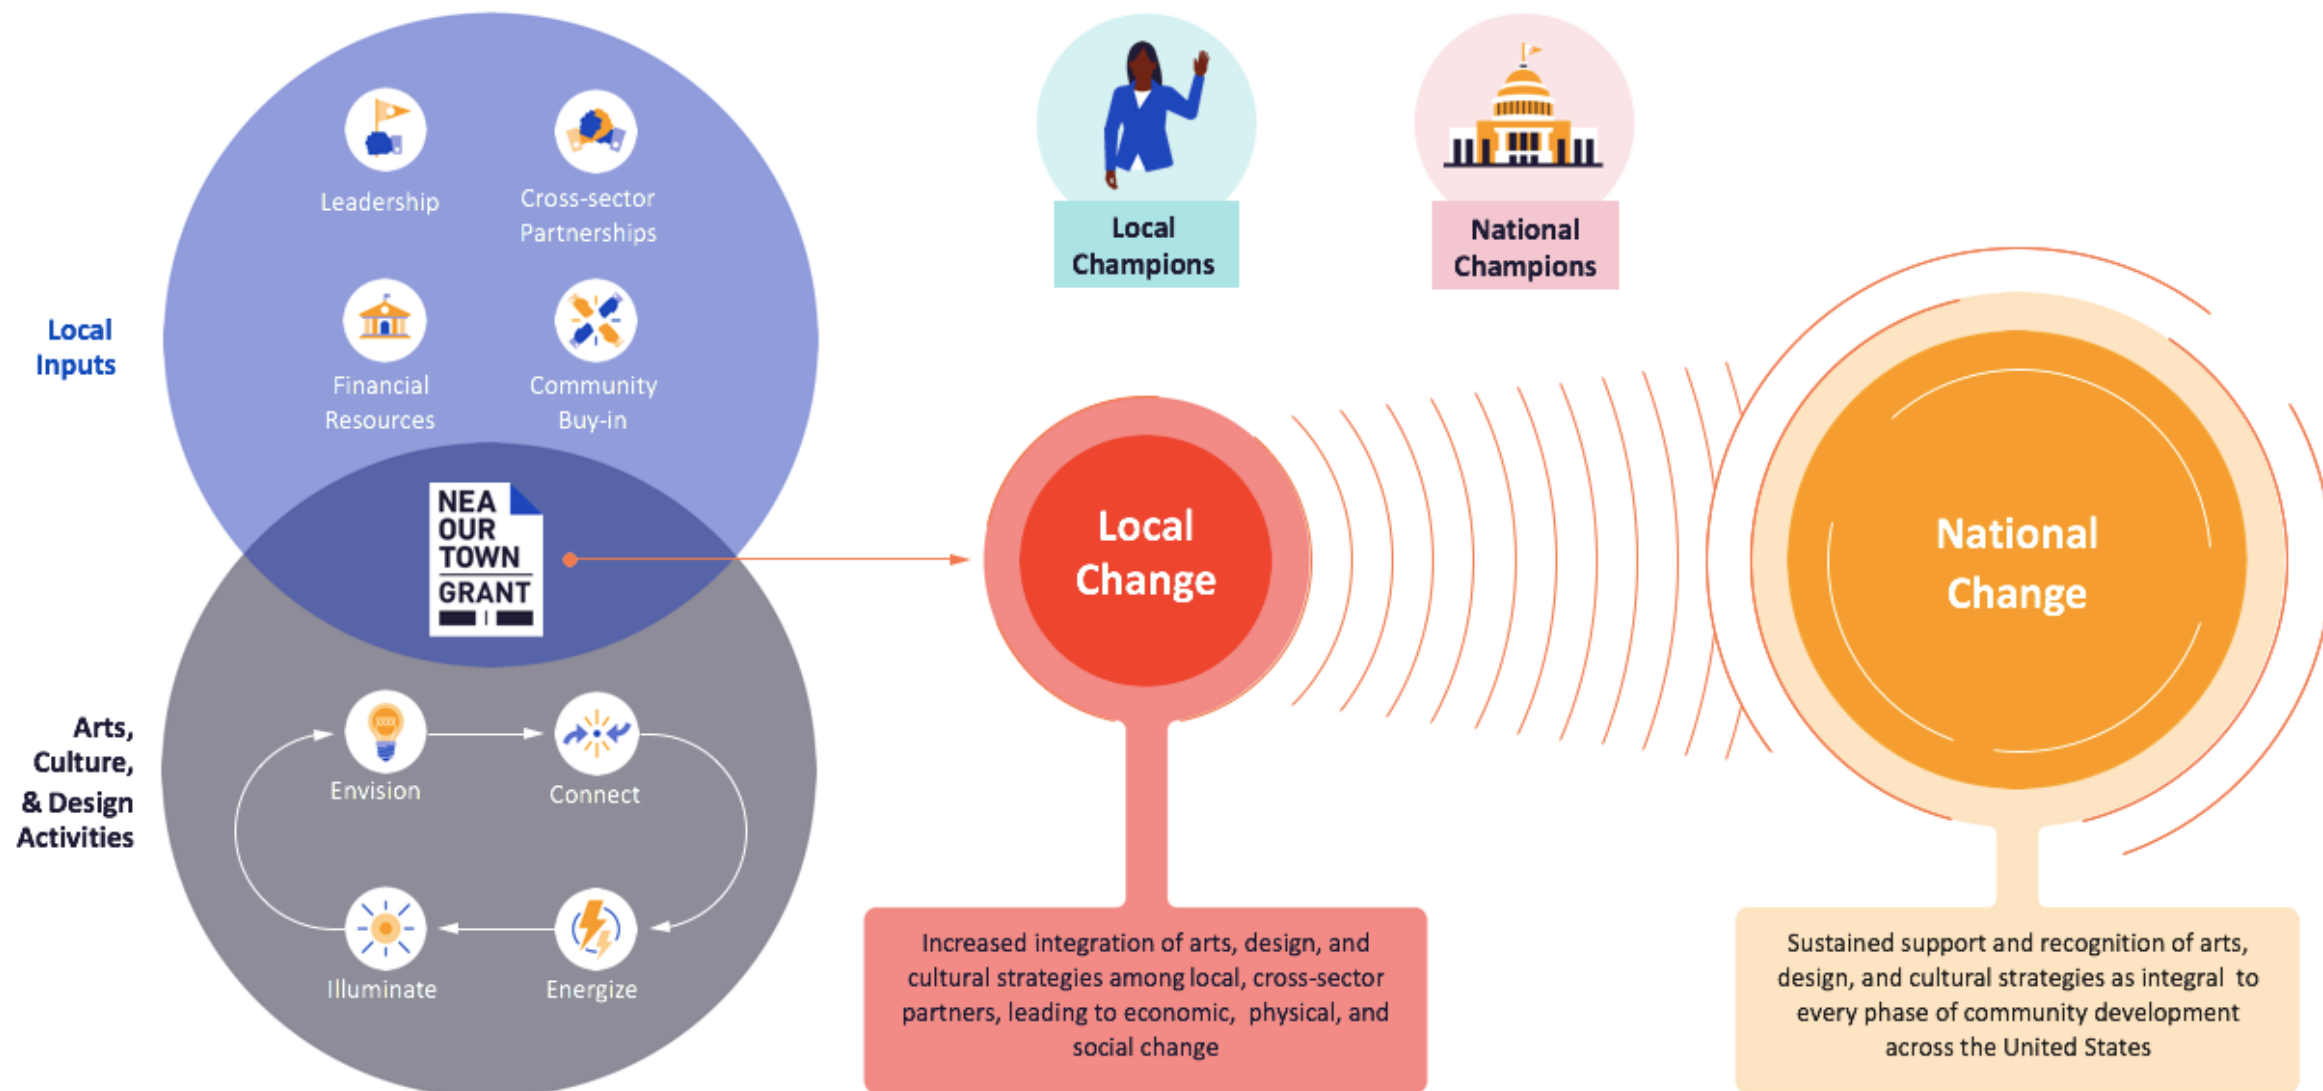 Local
Inputs
Leadership
Cross-sector
Partnerships
Financial
Resources
Community
Buy-in
NEA
OUR
TOWN
GRANT
Arts,
Culture,
& Design
Activities
Envision
Connect
Illuminate
Energize
Local
Champions
National
Champions
Local
Change
National
Change
Increased integration of arts, design, and
cultural strategies among local, cross-sector
partners, leading to economic, physical, and
social change
Sustained support and recognition of arts,
design, and cultural strategies as integral to
every phase of community development
across the United States